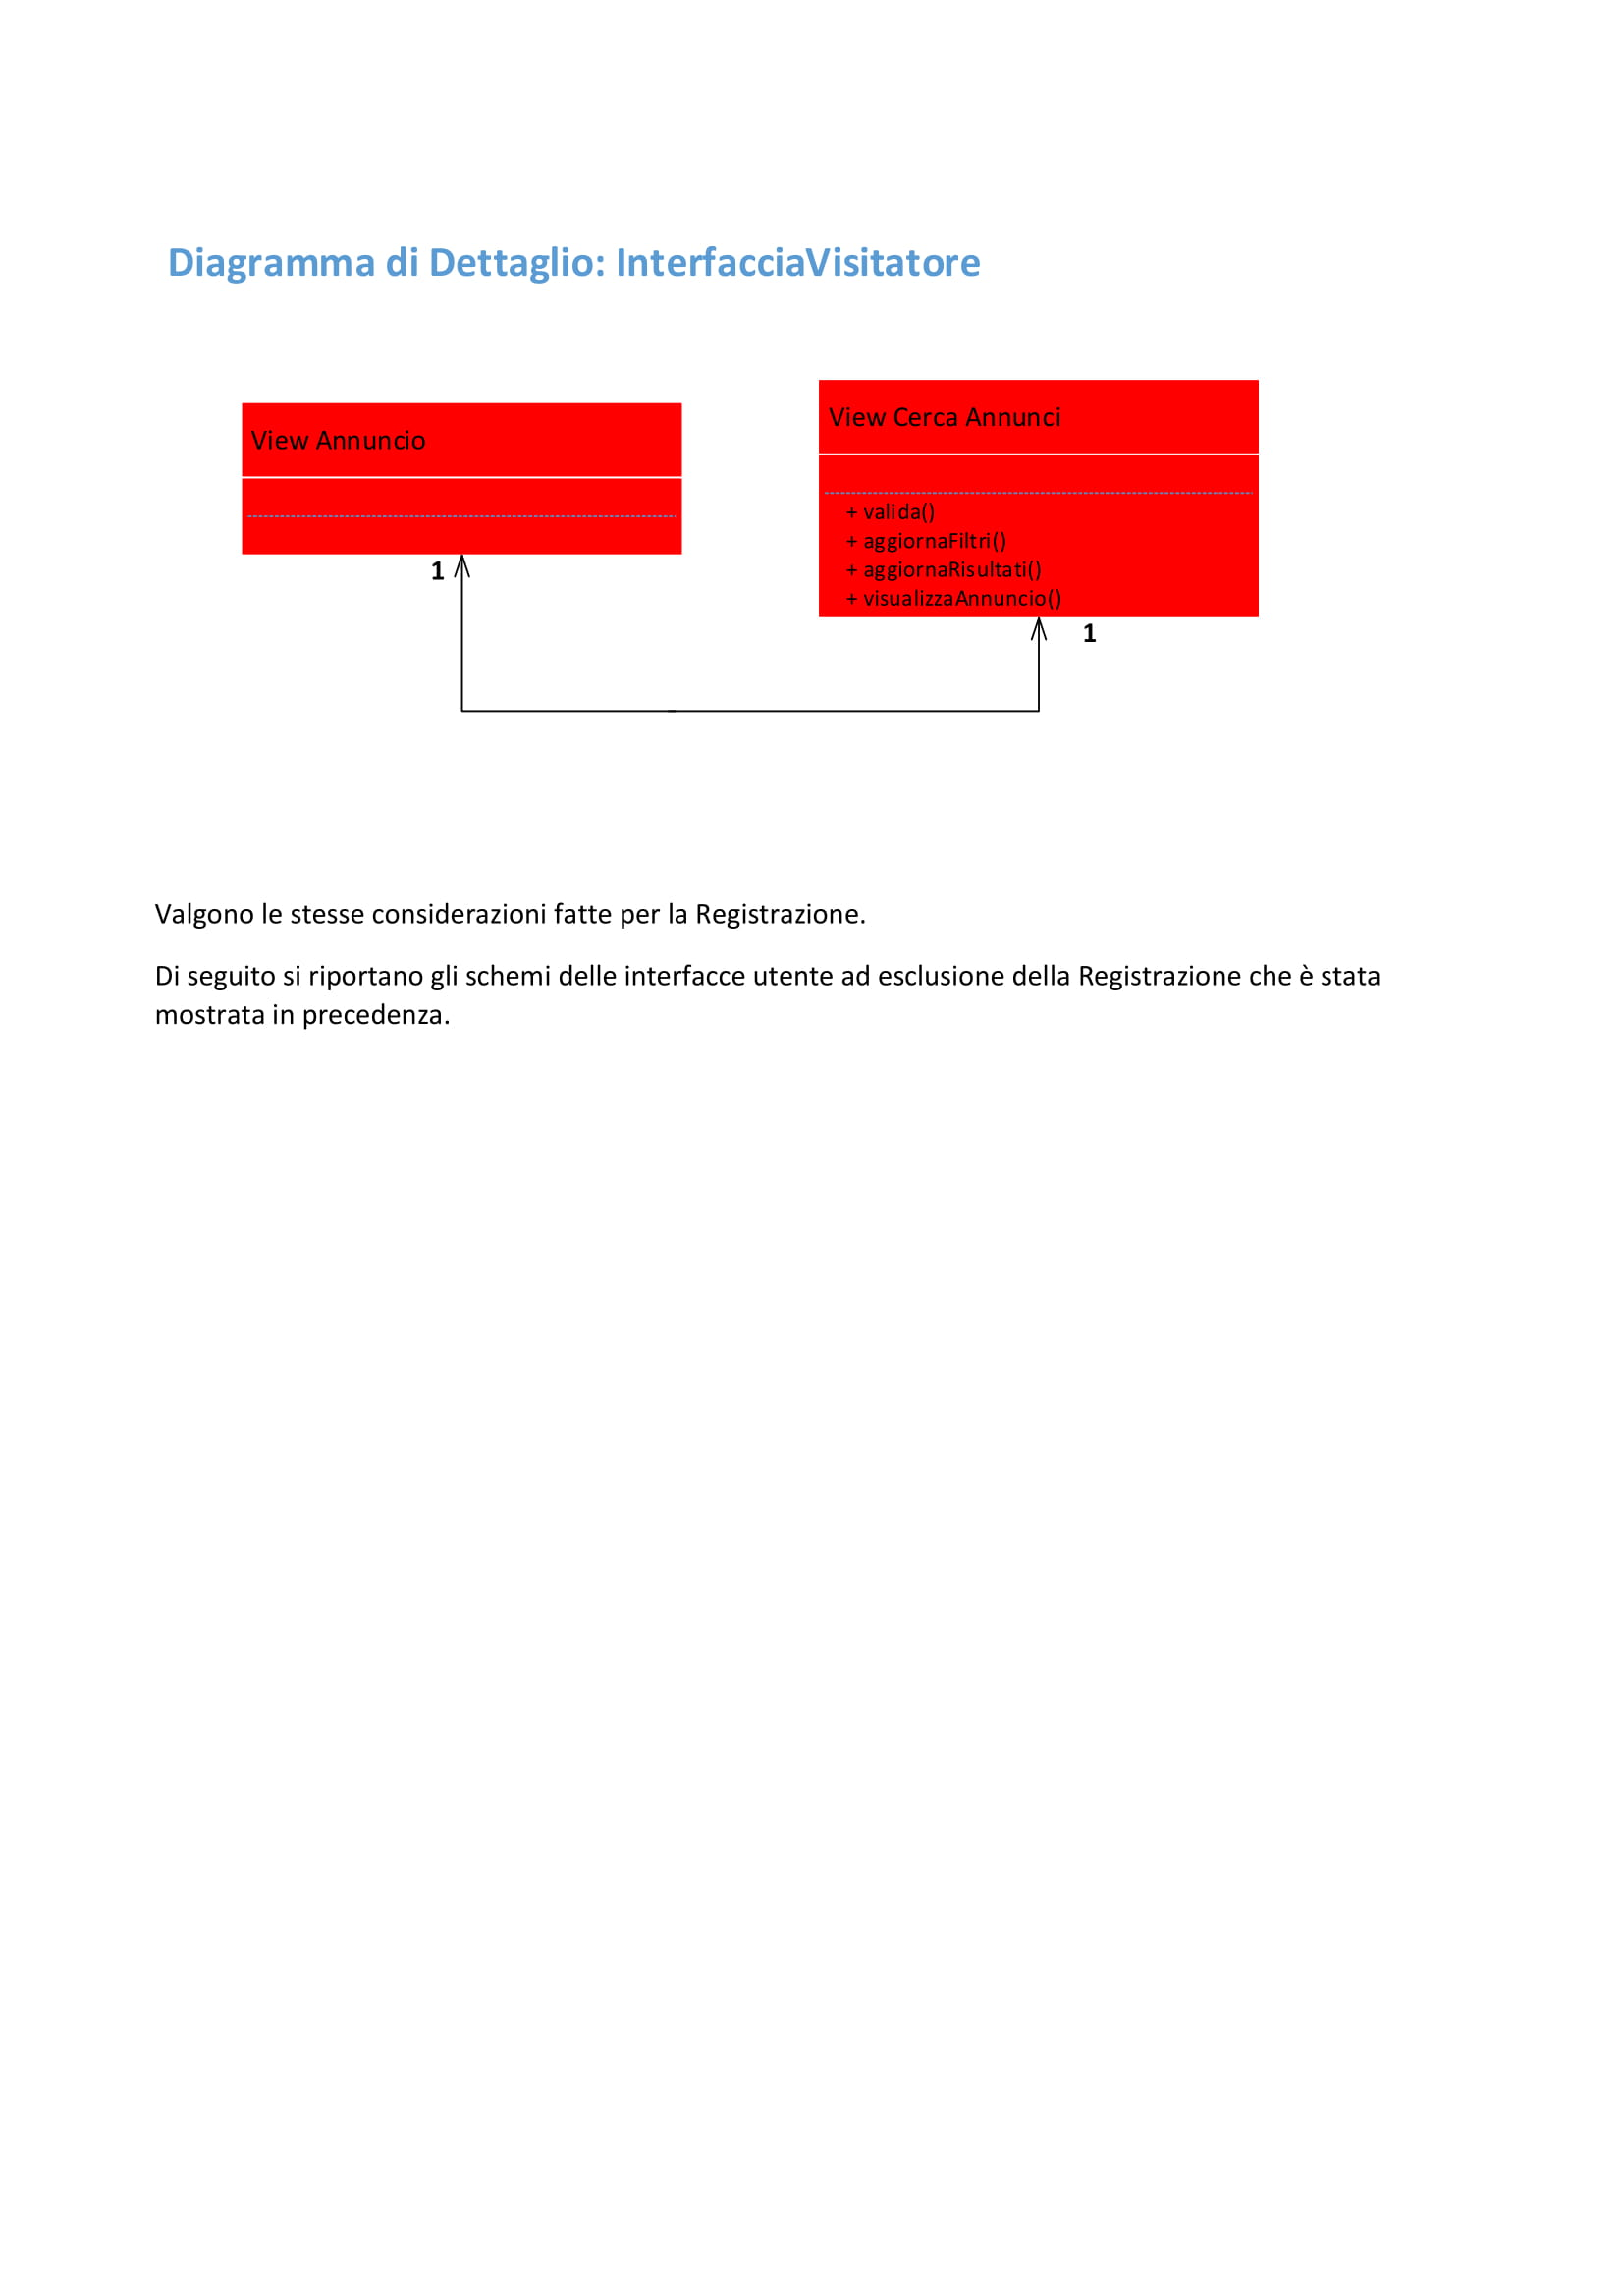 Diagramma di Dettaglio: InterfacciaVisitatore
View Annuncio
View Cerca Annunci
+ valida()
+ aggiornaFiltri()
+ aggiornaRisultati()
+ visualizzaAnnuncio()
1
1
Valgono le stesse considerazioni fatte per la Registrazione.
Di seguito si riportano gli schemi delle interfacce utente ad esclusione della Registrazione che è stata
mostrata in precedenza.